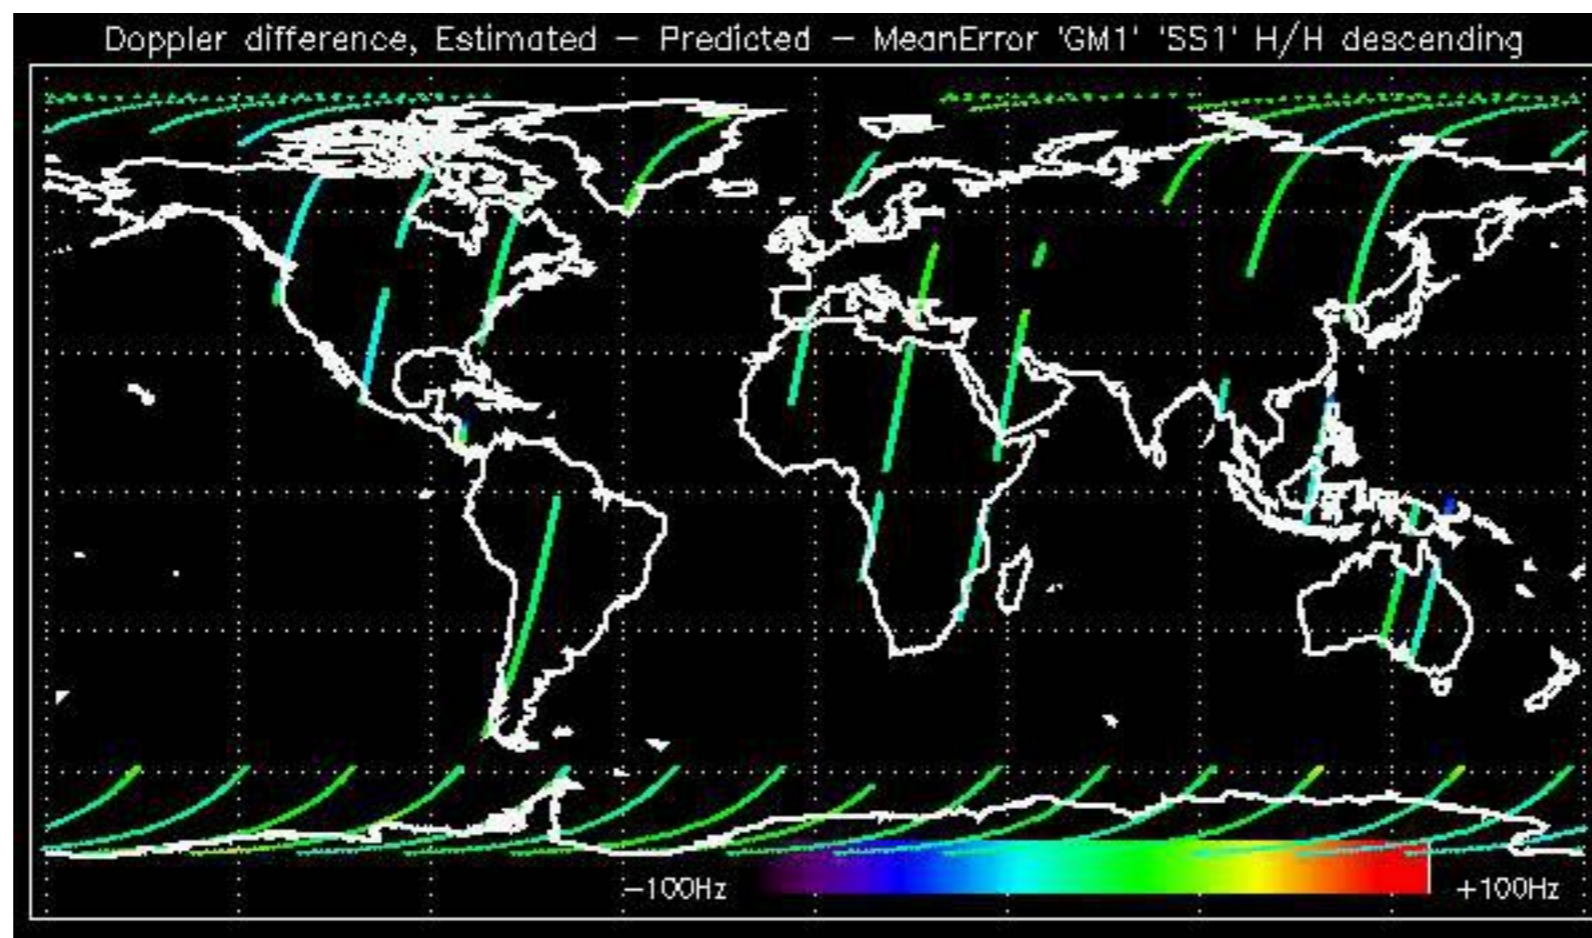 Doppler difference, Estimated – Predicted – MeanError 'GM1' 'SS1' H/H descending
-100Hz
+100Hz